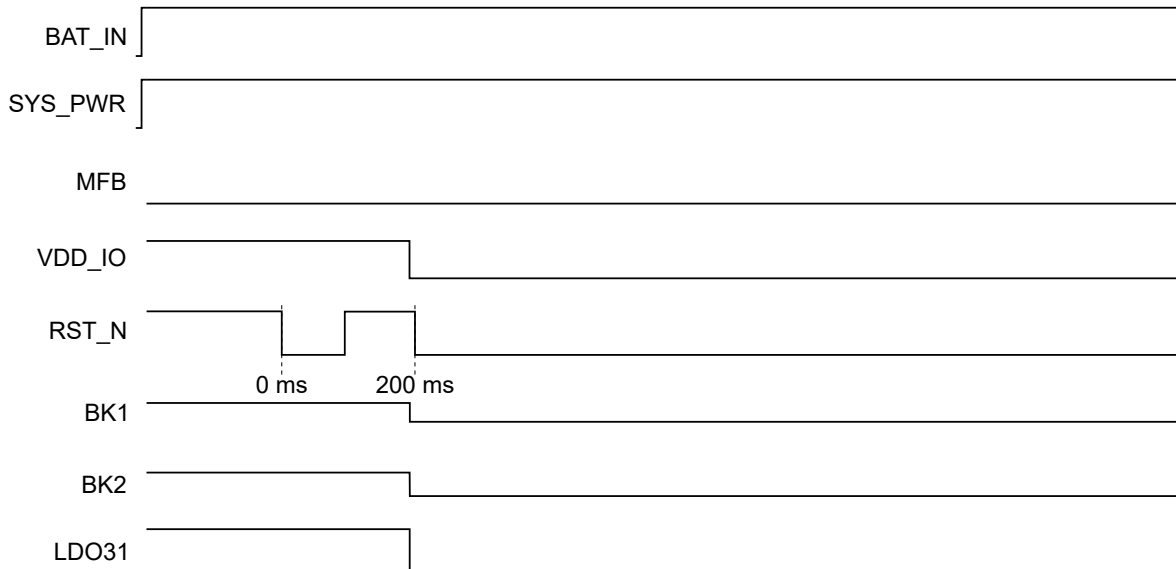 BAT_IN
SYS_PWR
MFB
VDD_IO
RST_N
0 ms 200 ms
BK1
BK2
LDO31